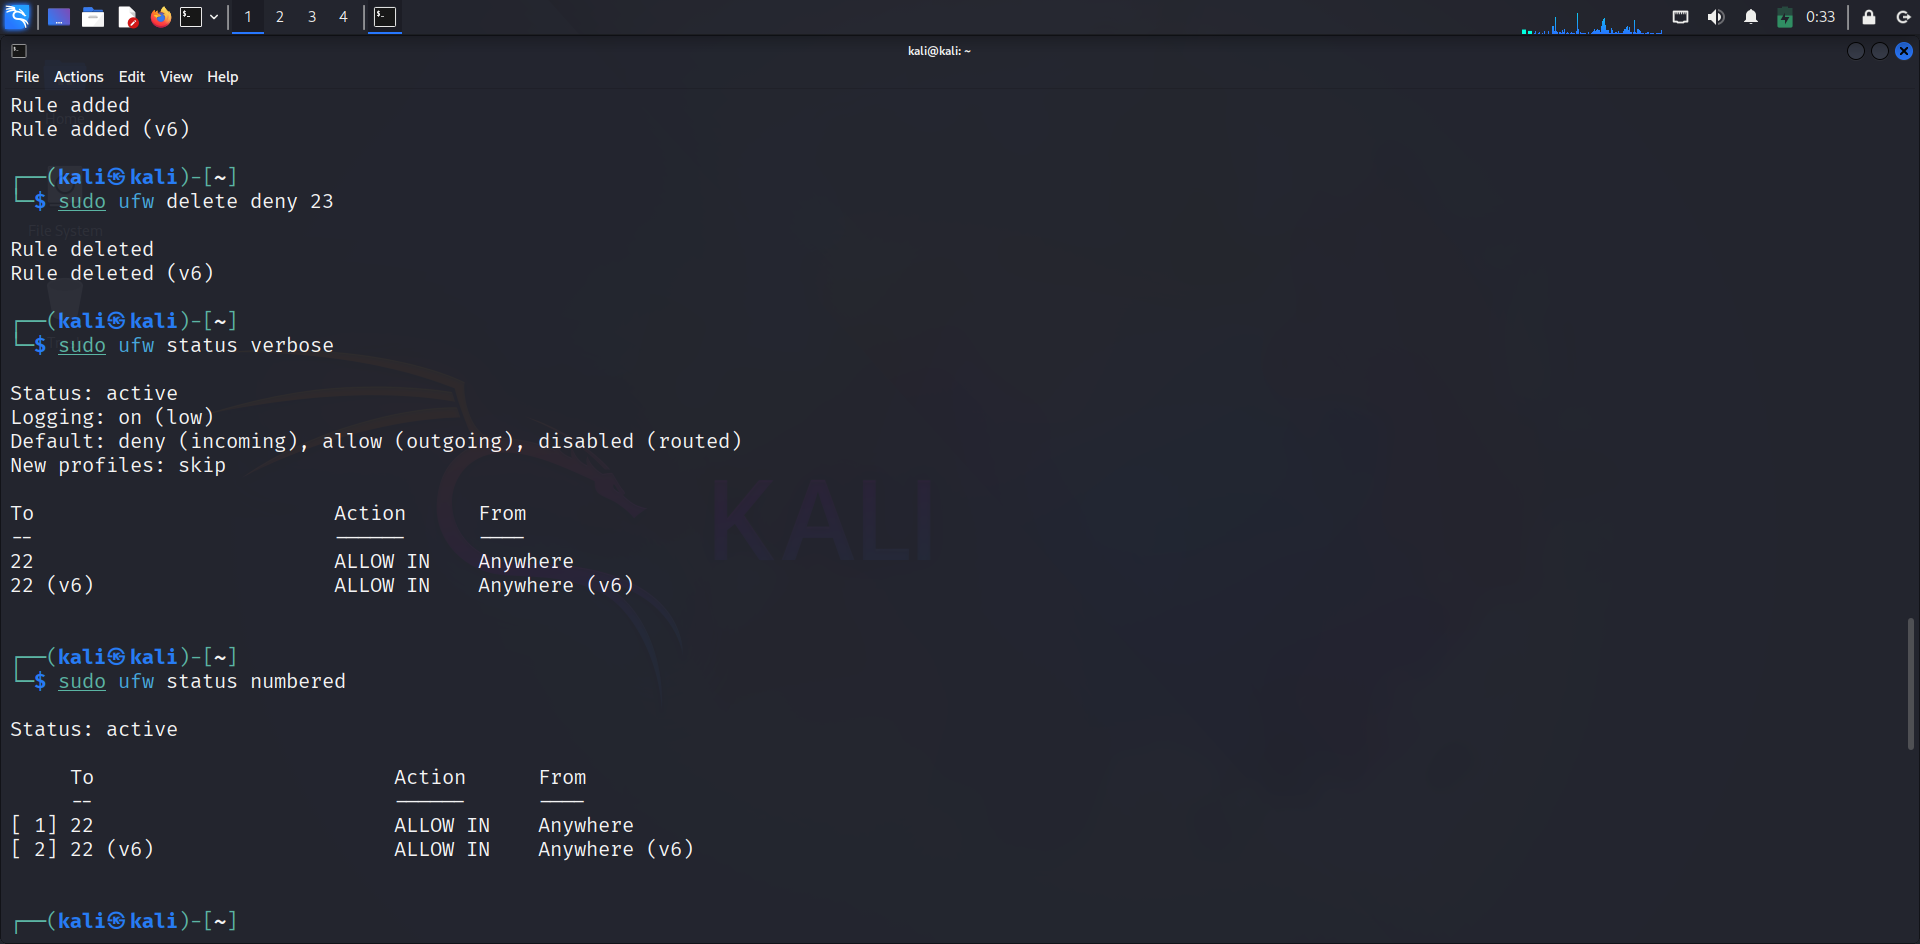 1 2 3 4 0:33
kali@kali: ~
File Actions Edit View Help
Rule added
Home
Rule added (v6)
┌──(kali㉿kali)-[~]
└─$ sudo ufw delete deny 23
File System
Rule deleted
Rule deleted (v6)
┌──(kali㉿kali)-[~]
└─$ sudo ufw status verbose
Status: active
Logging: on (low)
Default: deny (incoming), allow (outgoing), disabled (routed)
New profiles: skip
KALI
To Action From
-- ------ ----
22 ALLOW IN Anywhere
22 (v6) ALLOW IN Anywhere (v6)
┌──(kali㉿kali)-[~]
└─$ sudo ufw status numbered
Status: active
To Action From
-- ------ ----
[ 1] 22 ALLOW IN Anywhere
[ 2] 22 (v6) ALLOW IN Anywhere (v6)
┌──(kali㉿kali)-[~]